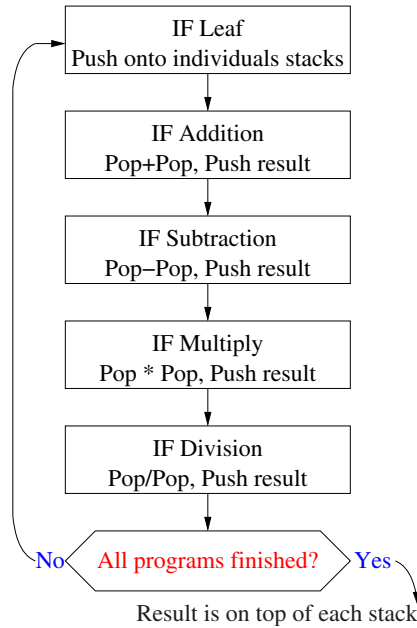 IF Leaf
Push onto individuals stacks
IF Addition
Pop+Pop, Push result
IF Subtraction
Pop−Pop, Push result
IF Multiply
Pop * Pop, Push result
IF Division
Pop/Pop, Push result
No All programs finished? Yes
Result is on top of each stack